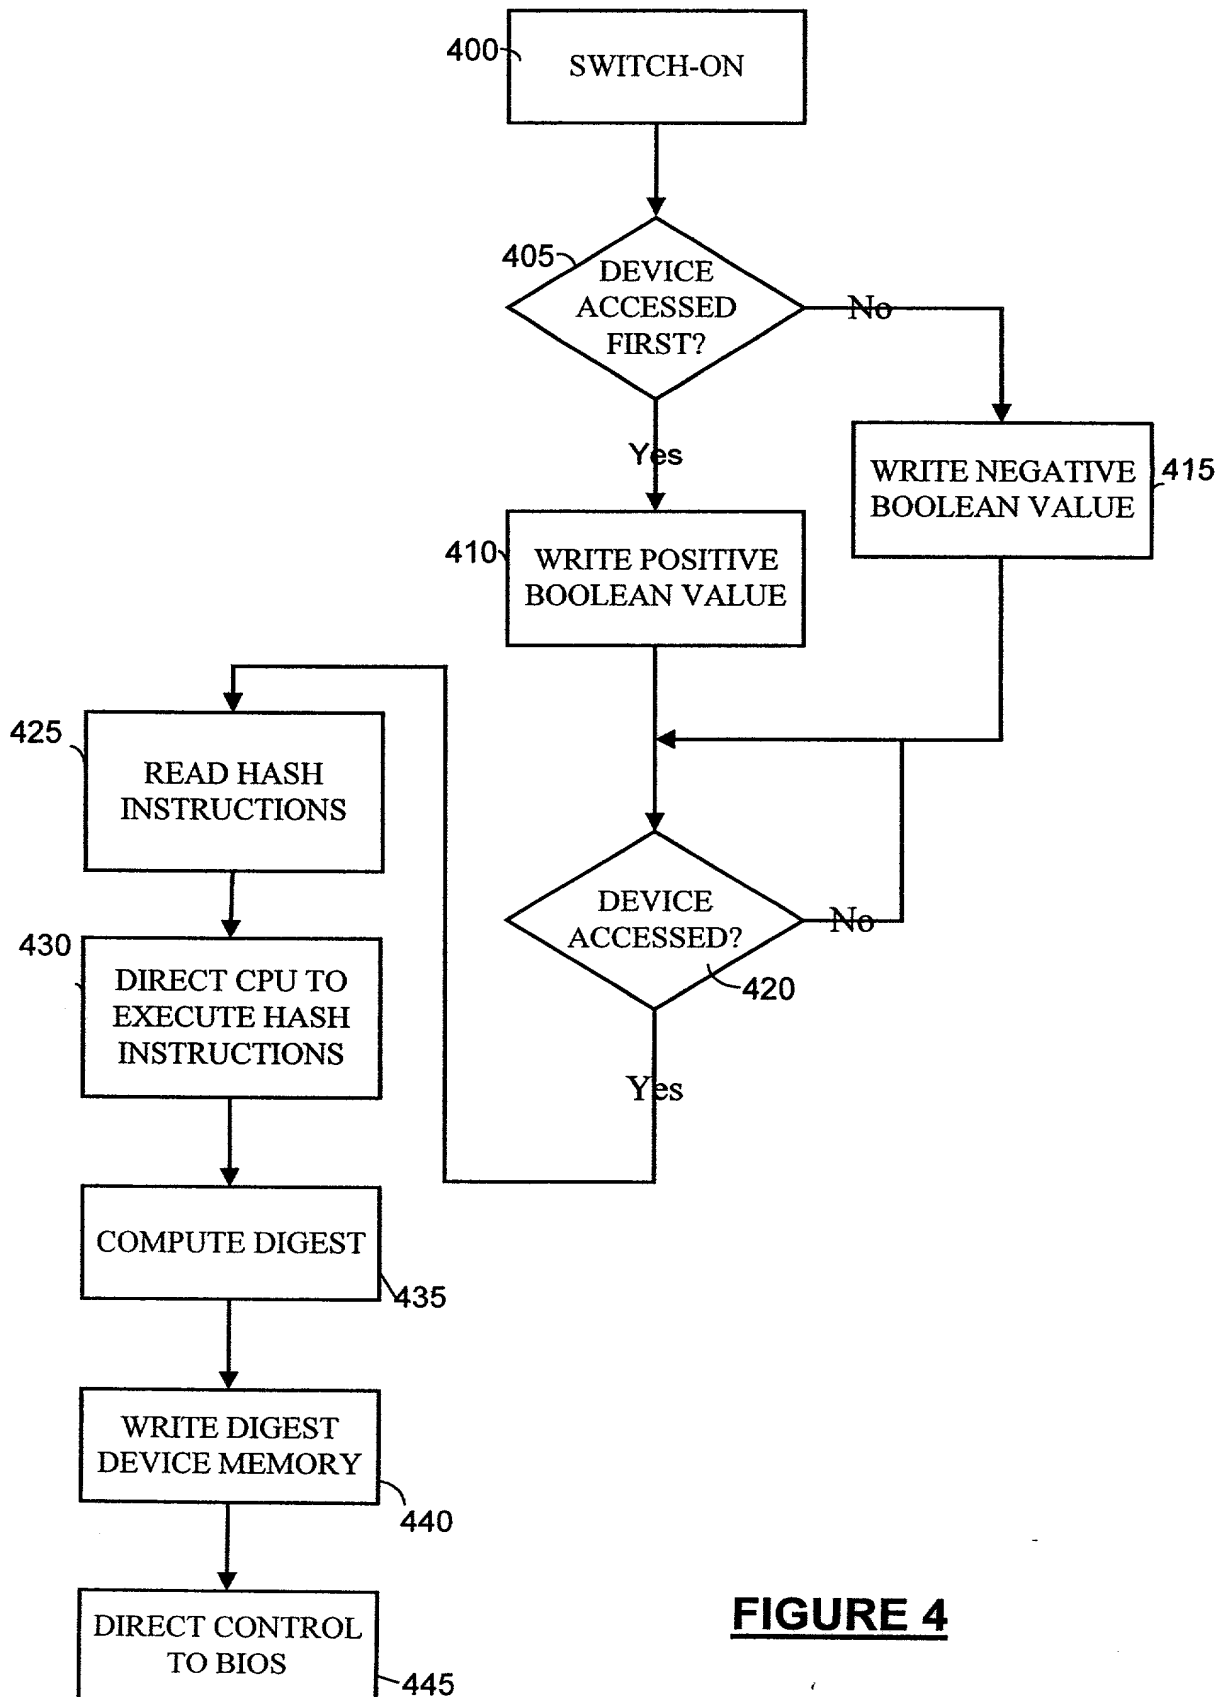 400
SWITCH-ON
405
DEVICE
ACCESSED
FIRST?
No
Yes
WRITE NEGATIVE
BOOLEAN VALUE
415
410
WRITE POSITIVE
BOOLEAN VALUE
425
READ HASH
INSTRUCTIONS
DEVICE
ACCESSED?
No
420
Yes
430
DIRECT CPU TO
EXECUTE HASH
INSTRUCTIONS
COMPUTE DIGEST
435
WRITE DIGEST
DEVICE MEMORY
440
DIRECT CONTROL
TO BIOS
445
FIGURE 4